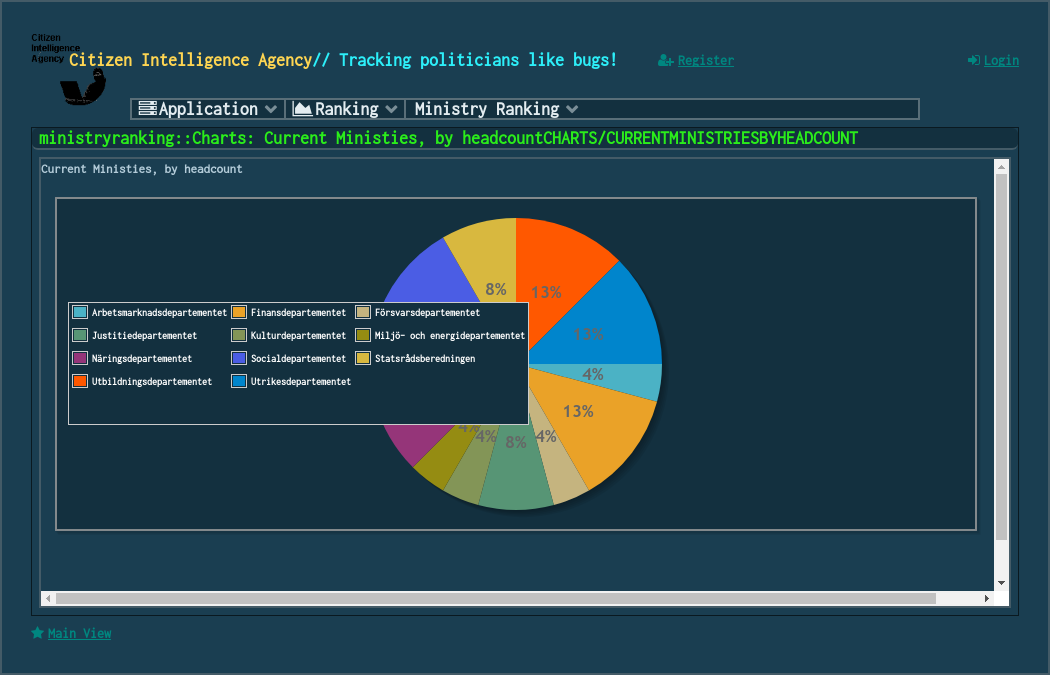 Citizen
Intelligence
Agency
Citizen Intelligence Agency// Tracking politicians like bugs!
Register
Login
Application
Ranking
Ministry Ranking
ministryranking::Charts: Current Ministies, by headcountCHARTS/CURRENTMINISTRIESBYHEADCOUNT
Current Ministies, by headcount
8%
13%
13%
4%
13%
4%
8%
4%
4%
Arbetsmarknadsdepartementet
Finansdepartementet
Försvarsdepartementet
Justitiedepartementet
Kulturdepartementet
Miljö- och energidepartementet
Näringsdepartementet
Socialdepartementet
Statsrådsberedningen
Utbildningsdepartementet
Utrikesdepartementet
Main View